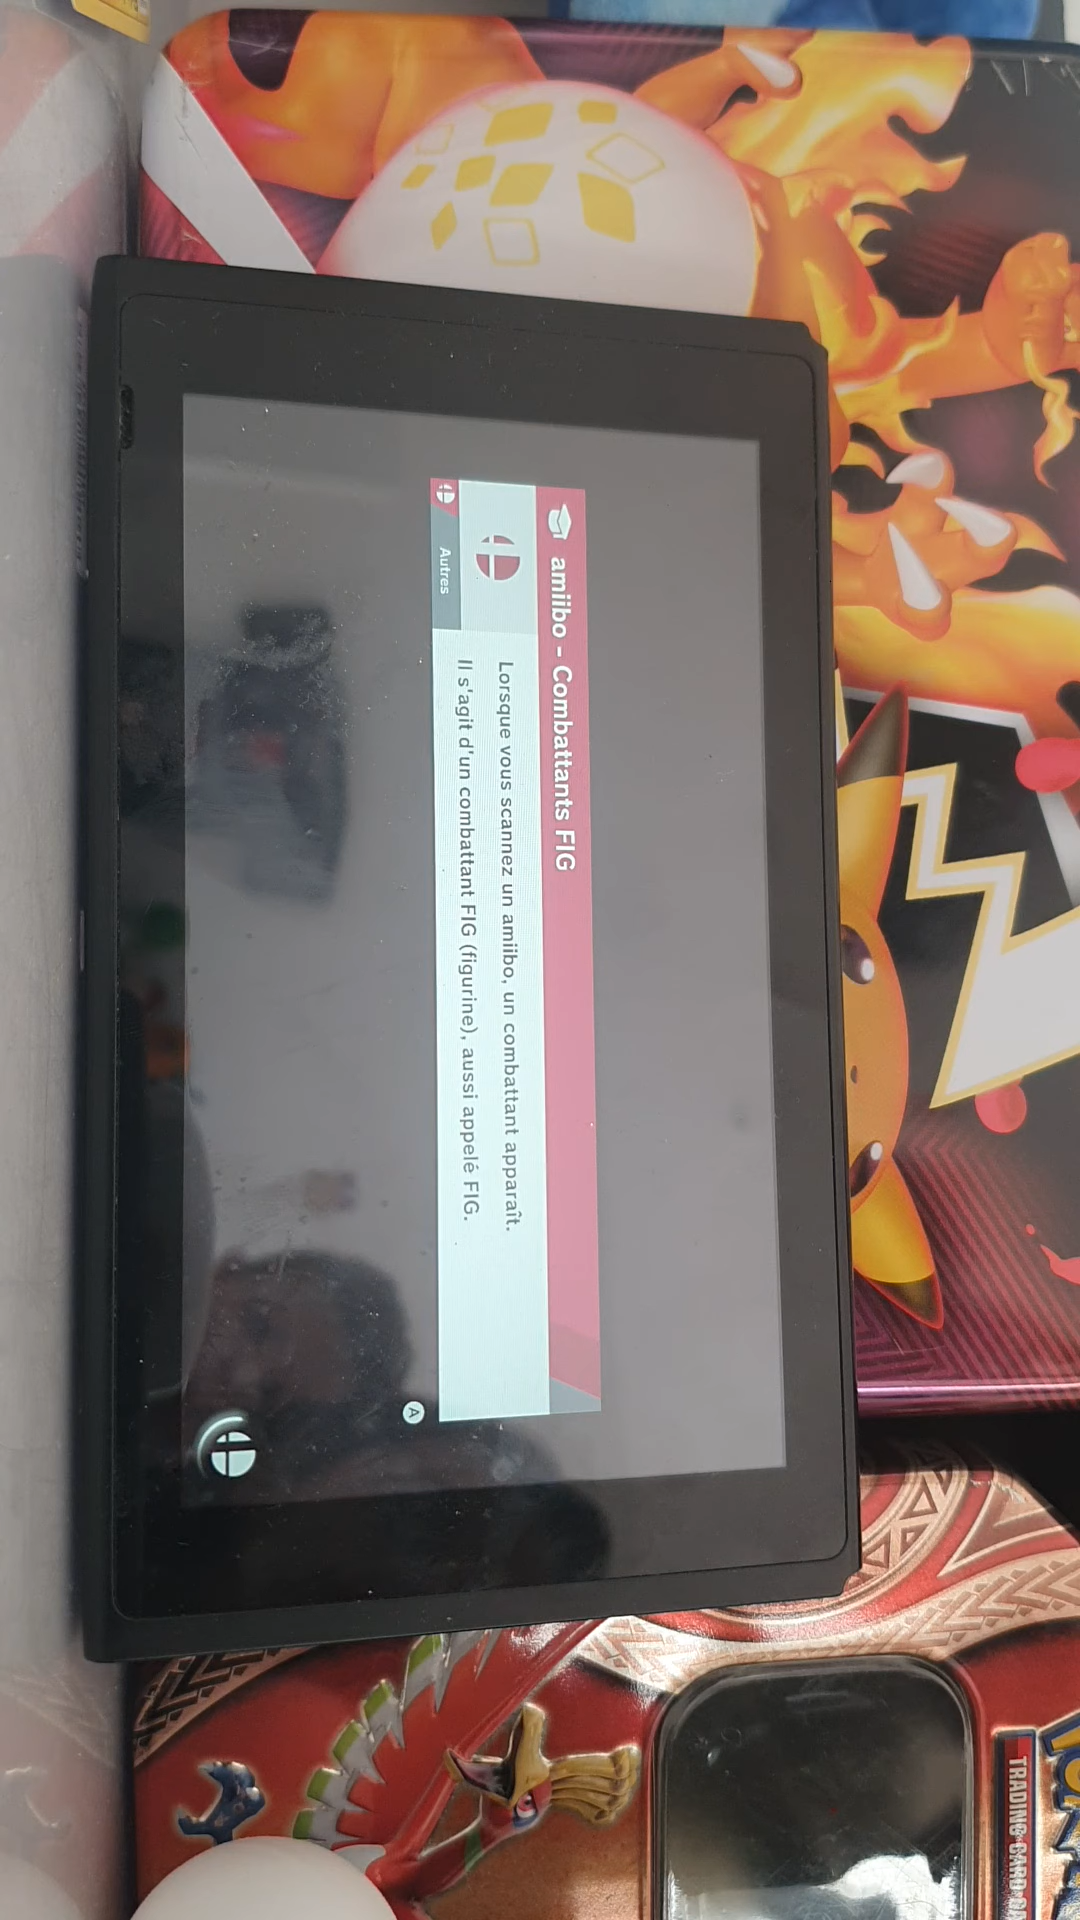 amiibo - Combattants FIG
Lorsque vous scannez un amiibo, un combattant apparaît.
Il s'agit d'un combattant FIG (figurine), aussi appelé FIG.
Autres
A
TRADING CARD